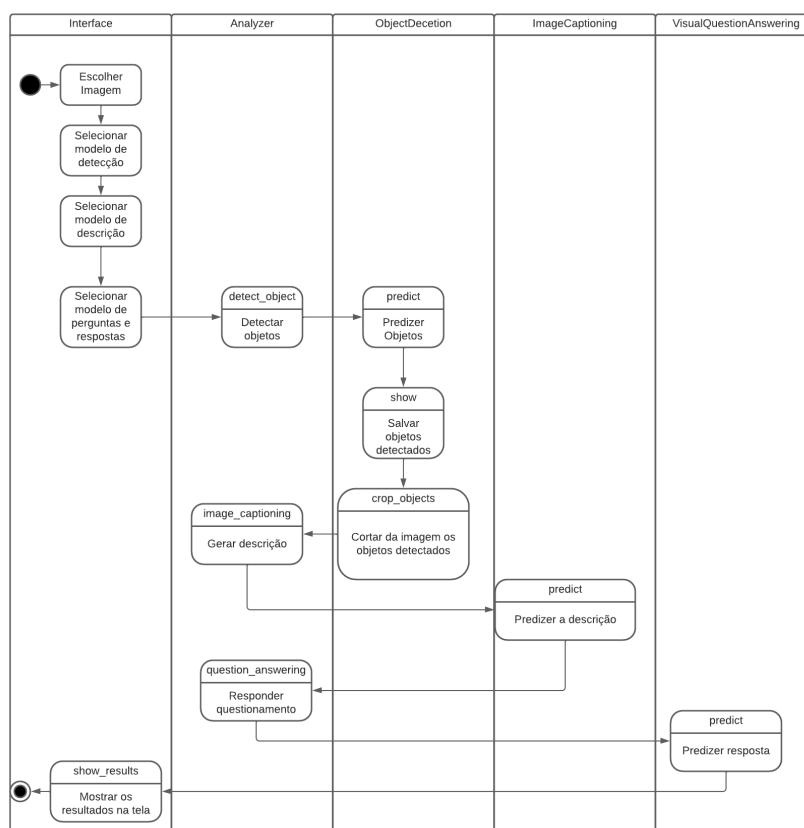 Interface
Analyzer
ObjectDecetion
ImageCaptioning
VisualQuestionAnswering
Escolher
Imagem
Selecionar
modelo de
detecção
Selecionar
modelo de
descrição
Selecionar
modelo de
perguntas e
respostas
detect_object
Detectar
objetos
predict
Predizer
Objetos
show
Salvar
objetos
detectados
crop_objects
Cortar da imagem os
objetos detectados
image_captioning
Gerar descrição
predict
Predizer a descrição
question_answering
Responder
questionamento
predict
Predizer resposta
show_results
Mostrar os
resultados na tela